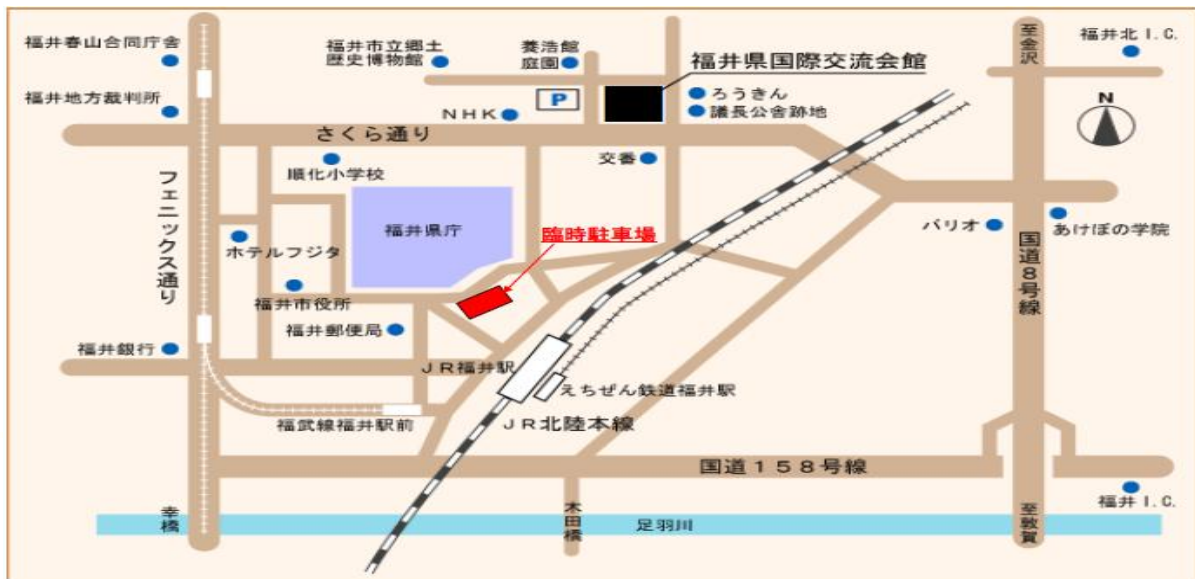 福井春山合同庁舎
福井市立郷土
歴史博物館
養浩館
庭園
福井県国際交流会館
至金沢
福井北I.C.
福井地方裁判所
P
NHK
ろうきん
議長公舎跡地
N
さくら通り
順化小学校
交番
フェニックス通り
福井県庁
臨時駐車場
パリオ
あけぼの学院
ホテルフジタ
国道8号線
福井市役所
福井郵便局
福井銀行
JR福井駅
えちぜん鉄道福井駅
福武線福井駅前
JR北陸本線
国道158号線
福井I.C.
幸橋
木田橋
足羽川
至敦賀